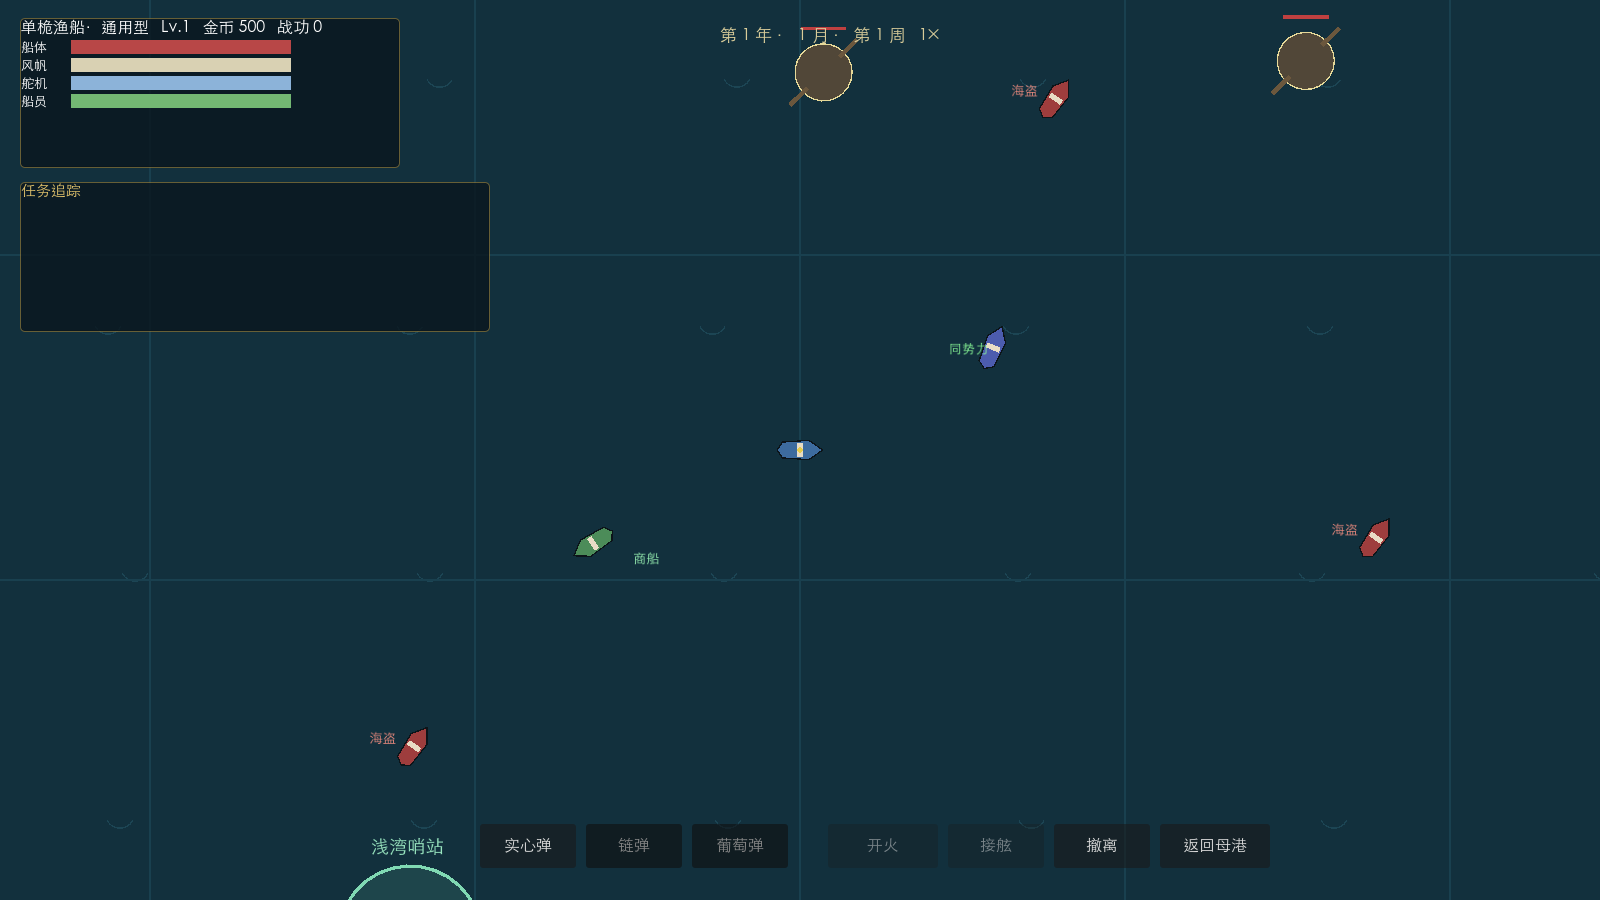 单桅渔船· 通用型 Lv.1 金币 500 战功 0
船体
风帆
舵机
船员
第 1 年 · 1 月 · 第 1 周 1×
任务追踪
海盗
同势力
海盗
商船
海盗
浅湾哨站
实心弹 链弹 葡萄弹 开火 接舷 撤离 返回母港